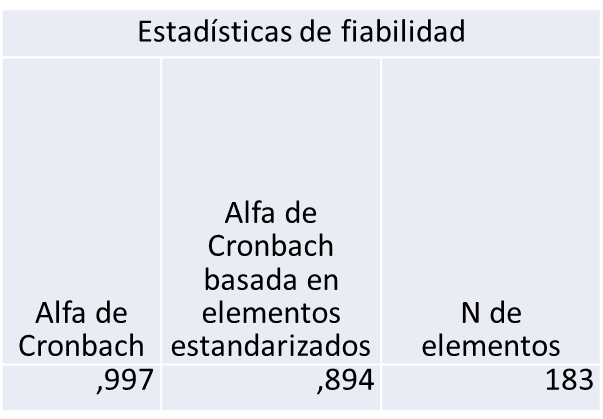 Estadísticas de fiabilidad
Alfa de
Cronbach
Alfa de
Cronbach
basada en
elementos
estandarizados
N de
elementos
,997
,894
183